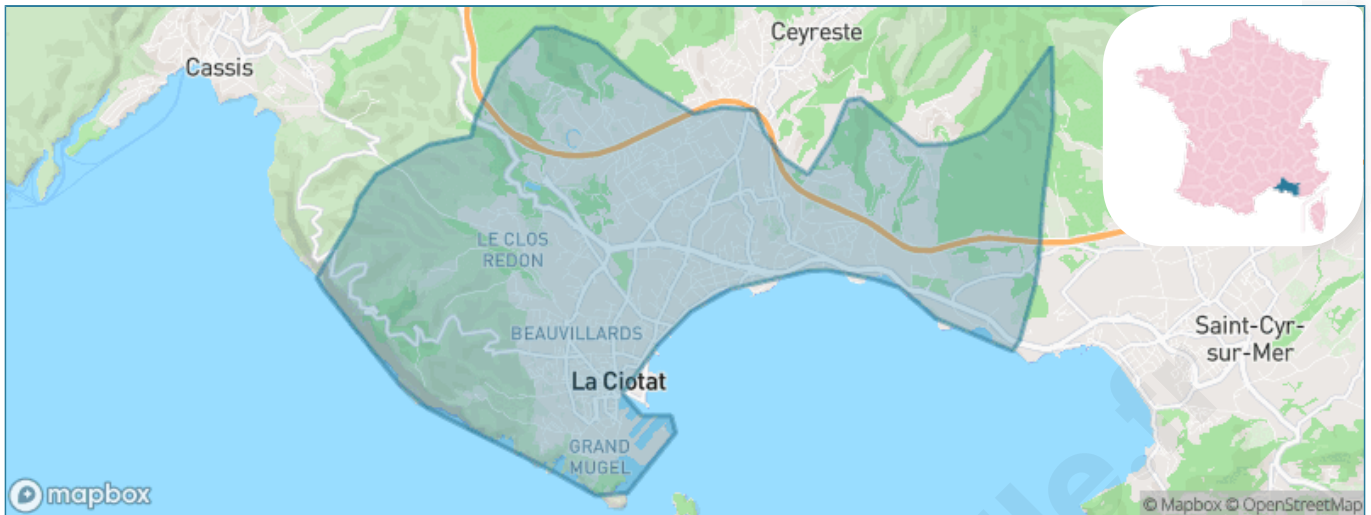 Ceyreste
Cassis
C
LE CLOS
REDON
BEAUVILLARDS
Saint-Cyr-
sur-Mer
La Ciotat
GRAND
MUGEL
mapbox
© Mapbox © OpenStreetMap